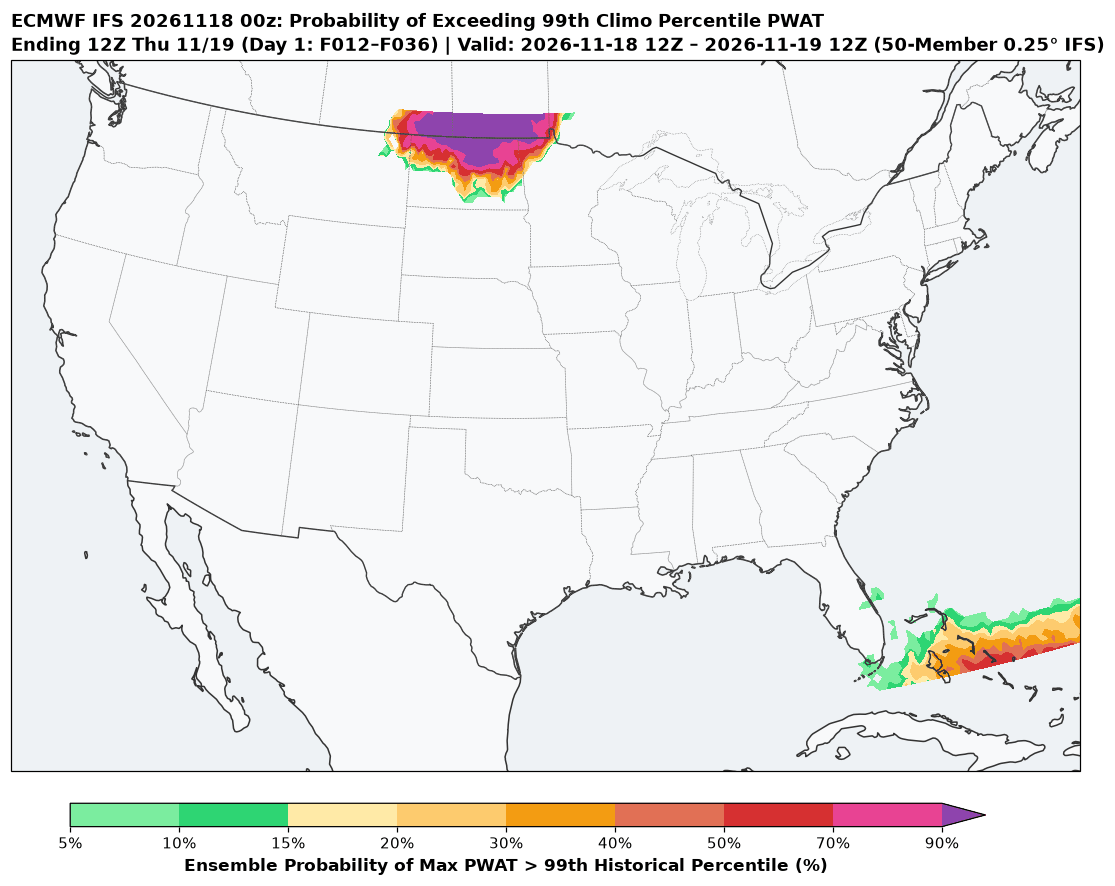 ECMWF IFS 20261118 00z: Probability of Exceeding 99th Climo Percentile PWAT
Ending 12Z Thu 11/19 (Day 1: F012–F036) | Valid: 2026-11-18 12Z – 2026-11-19 12Z (50-Member 0.25° IFS)
5% 10% 15% 20% 30% 40% 50% 70% 90%
Ensemble Probability of Max PWAT > 99th Historical Percentile (%)